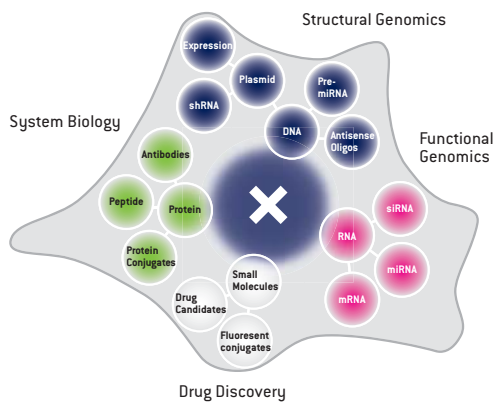 Structural Genomics
Expression
Plasmid
Pre-
miRNA
shRNA
DNA
Antisense
Oligos
System Biology
Functional
Genomics
Antibodies
Peptide
Protein
siRNA
RNA
Protein
Conjugates
miRNA
Small
Molecules
mRNA
Drug
Candidates
Fluoresent
conjugates
Drug Discovery